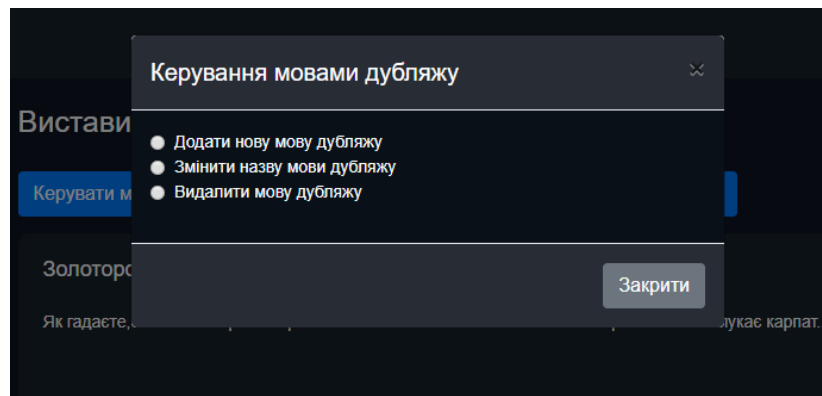 Керування мовами дубляжу
×
Вистави
Додати нову мову дубляжу
Змінити назву мови дубляжу
Видалити мову дубляжу
Керувати м
Золоторо
Закрити
Як гадаєте, лукає карпат.